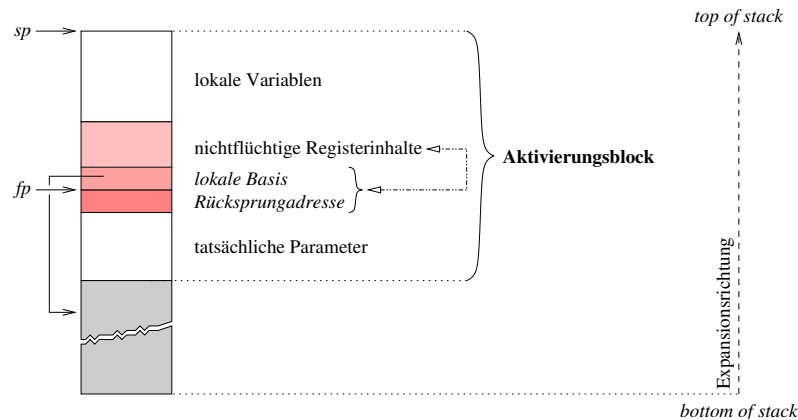 sp
top of stack
lokale Variablen
nichtflüchtige Registerinhalte
Aktivierungsblock
lokale Basis
fp
Rücksprungadresse
tatsächliche Parameter
Expansionsrichtung
bottom of stack